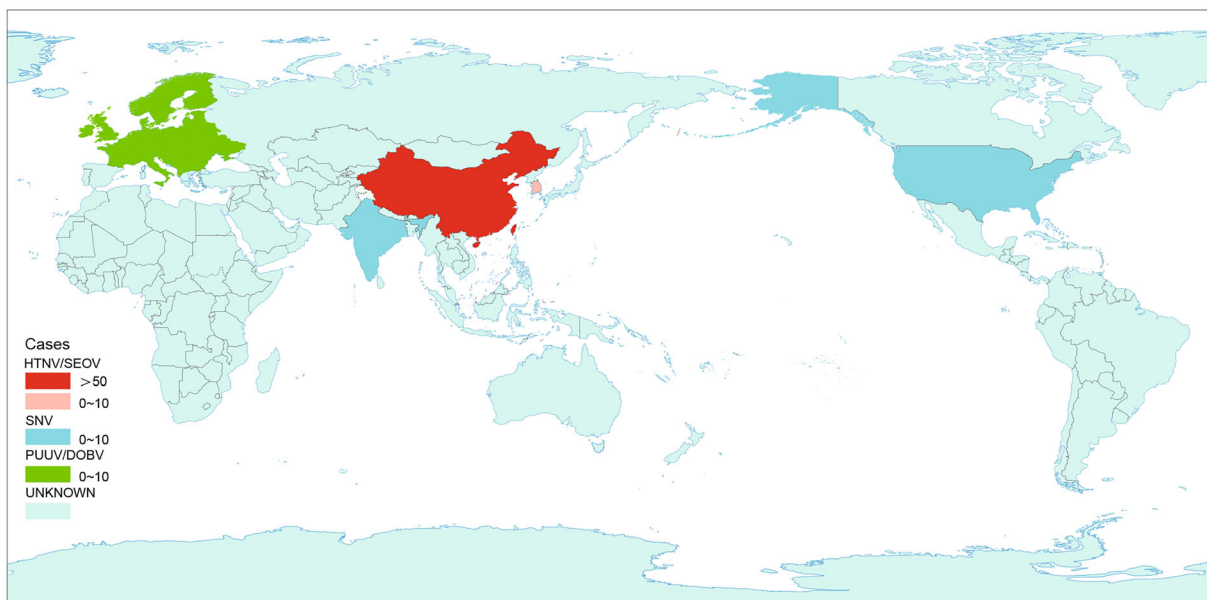 Cases
HTNV/SEOV
>50
0~10
SNV
0~10
PUUV/DOBV
0~10
UNKNOWN